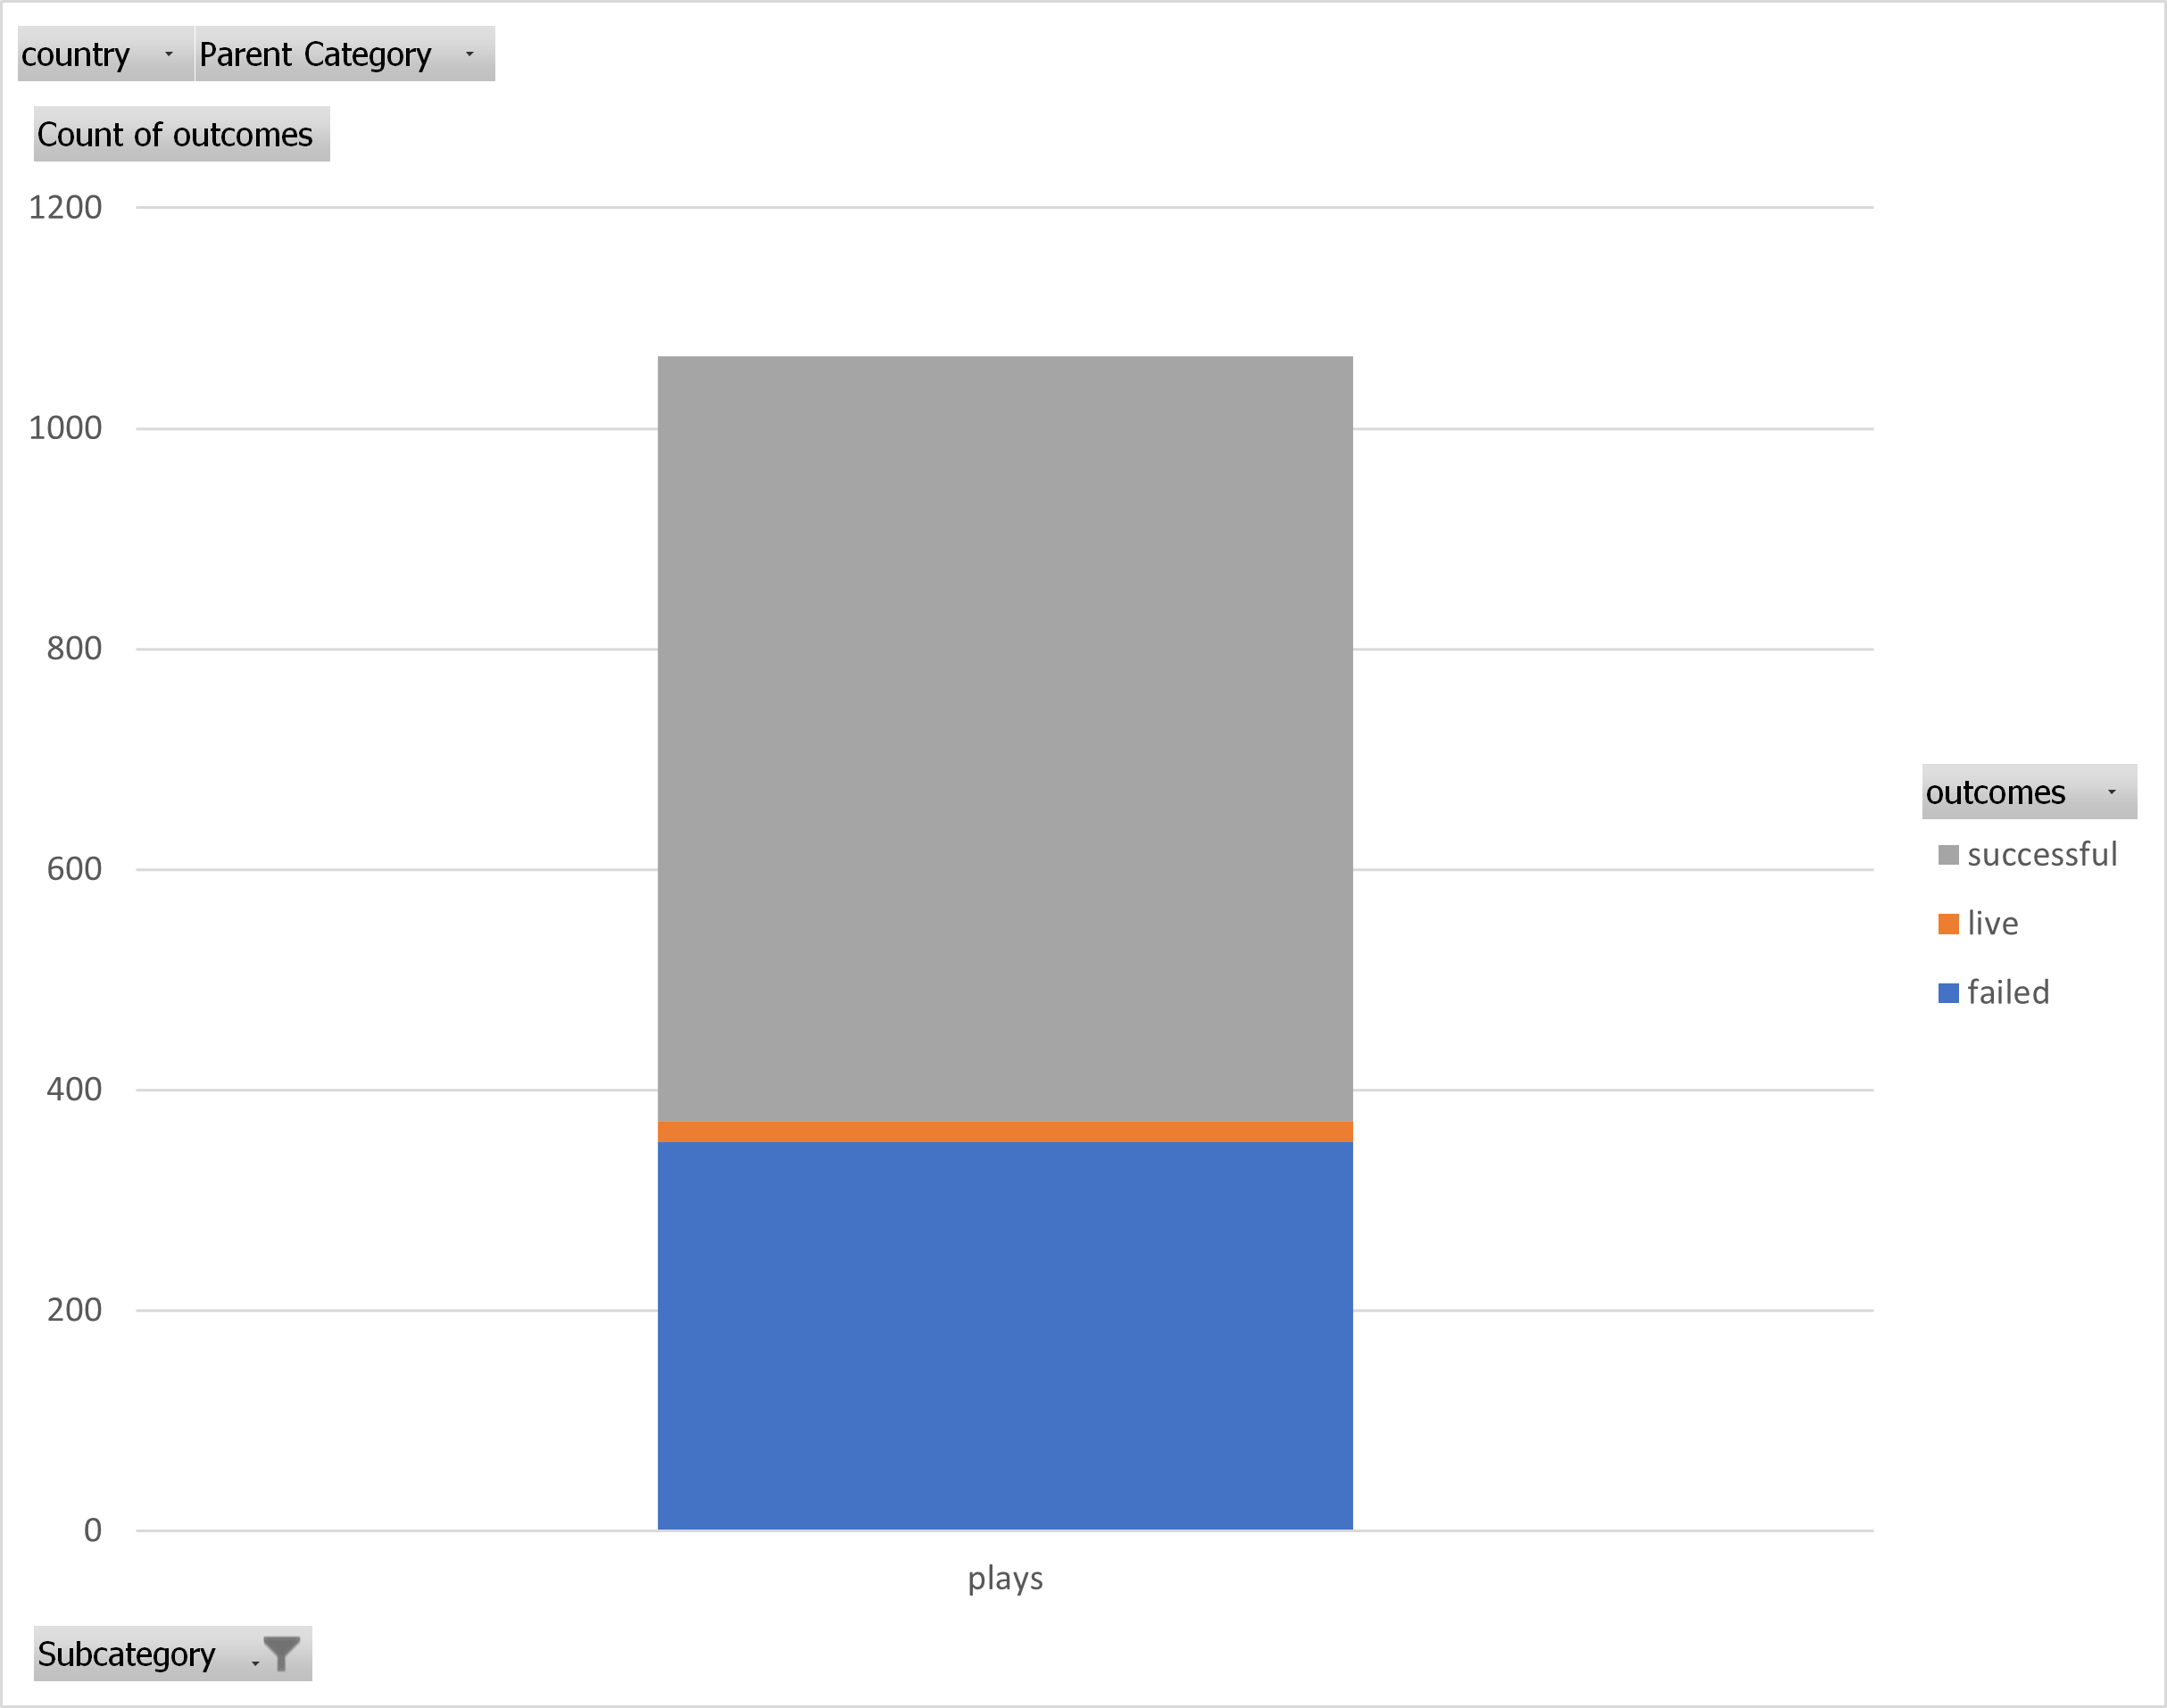 country Parent Category
Count of outcomes
1200
1000
800
600
400
200
0
plays
outcomes
successful
live
failed
Subcategory